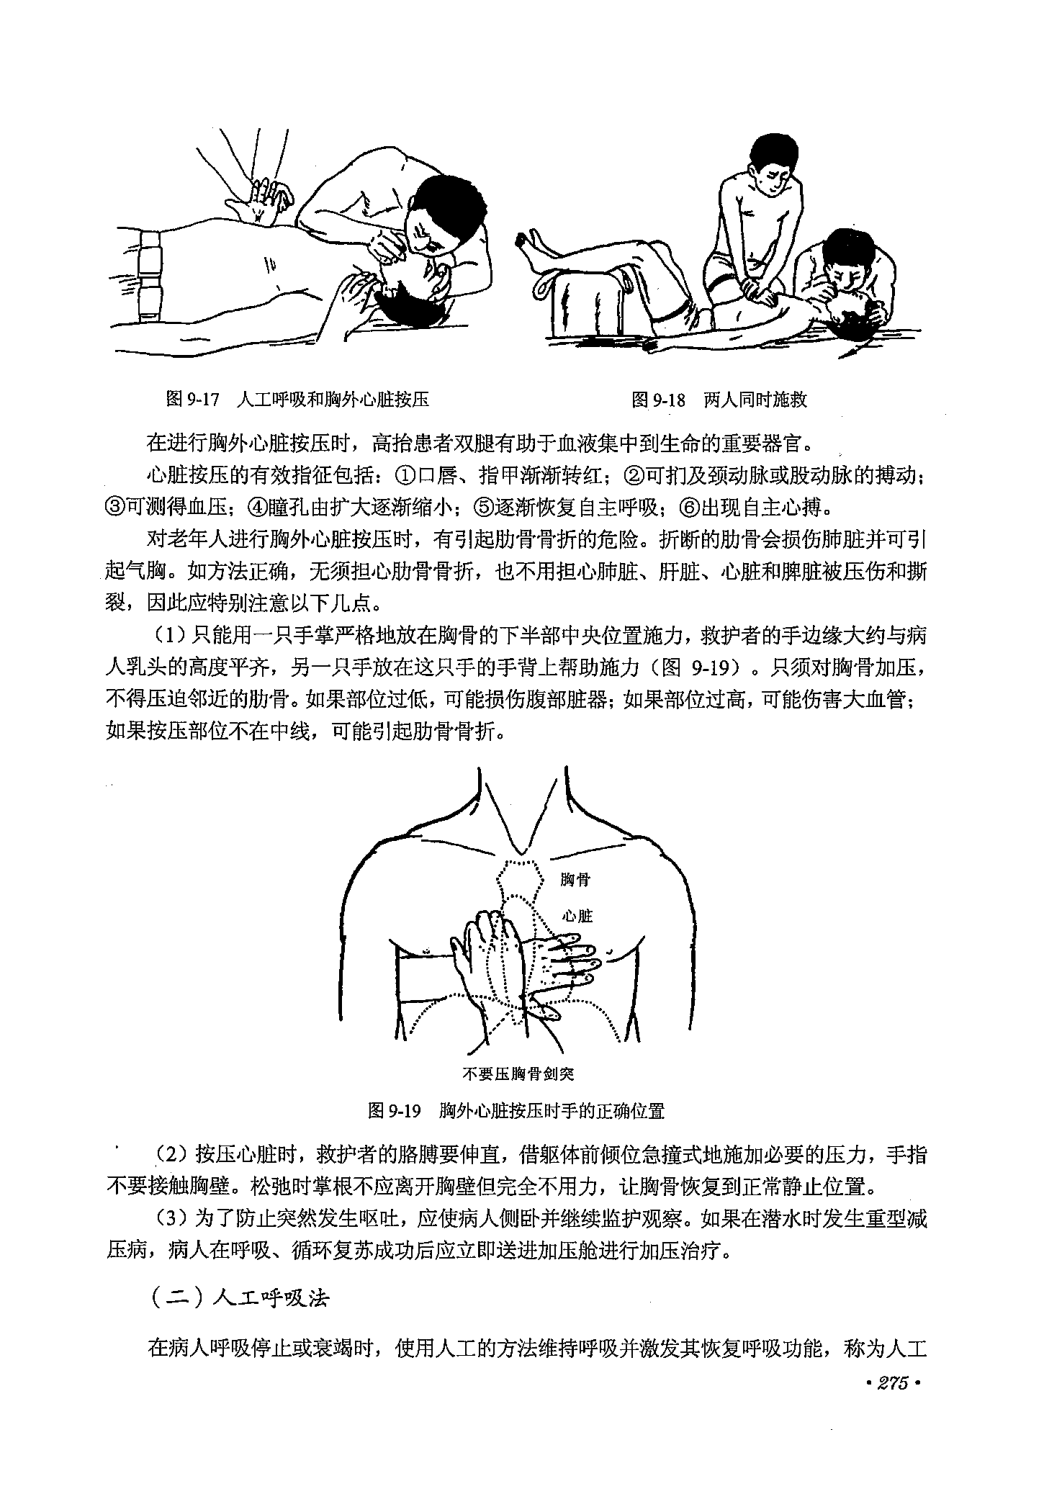 图 9-17 人工呼吸和胸外心脏按压
图 9-18 两人同时施救
在进行胸外心脏按压时，高抬患者双腿有助于血液集中到生命的重要器官。
心脏按压的有效指征包括：①口唇、指甲渐渐转红；②可扪及颈动脉或股动脉的搏动；
③可测得血压；④瞳孔由扩大逐渐缩小；⑤逐渐恢复自主呼吸；⑥出现自主心搏。
对老年人进行胸外心脏按压时，有引起肋骨骨折的危险。折断的肋骨会损伤肺脏并可引
起气胸。如方法正确，无须担心肋骨骨折，也不用担心肺脏、肝脏、心脏和脾脏被压伤和撕
裂，因此应特别注意以下几点。
（1）只能用一只手掌严格地放在胸骨的下半部中央位置施力，救护者的手边缘大约与病
人乳头的高度平齐，另一只手放在这只手的手背上帮助施力（图 9-19）。只须对胸骨加压，
不得压迫邻近的肋骨。如果部位过低，可能损伤腹部脏器；如果部位过高，可能伤害大血管；
如果按压部位不在中线，可能引起肋骨骨折。
胸骨
心脏
不要压胸骨剑突
图 9-19 胸外心脏按压时手的正确位置
（2）按压心脏时，救护者的胳膊要伸直，借躯体前倾位急撞式地施加必要的压力，手指
不要接触胸壁。松弛时掌根不应离开胸壁但完全不用力，让胸骨恢复到正常静止位置。
（3）为了防止突然发生呕吐，应使病人侧卧并继续监护观察。如果在潜水时发生重型减
压病，病人在呼吸、循环复苏成功后应立即送进加压舱进行加压治疗。
（二）人工呼吸法
在病人呼吸停止或衰竭时，使用人工的方法维持呼吸并激发其恢复呼吸功能，称为人工
·275·